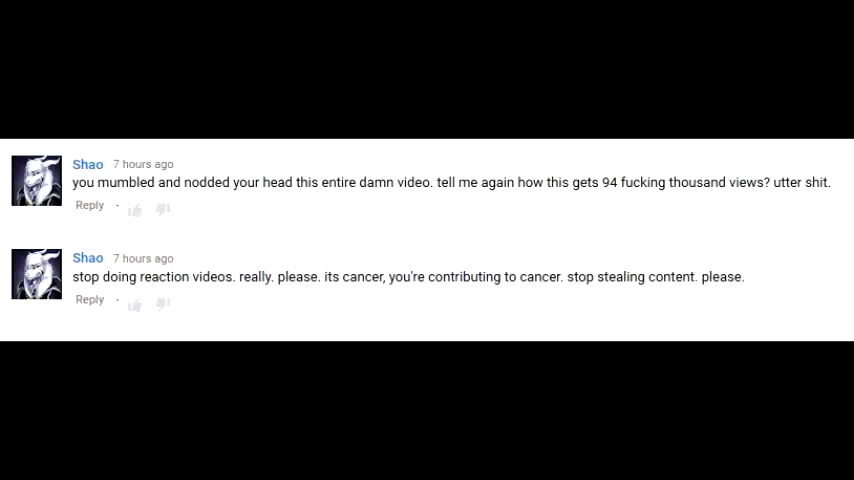 Shao 7 hours ago
you mumbled and nodded your head this entire damn video. tell me again how this gets 94 fucking thousand views? utter shit.
Reply ·
Shao 7 hours ago
stop doing reaction videos. really. please. its cancer, you're contributing to cancer. stop stealing content. please.
Reply ·